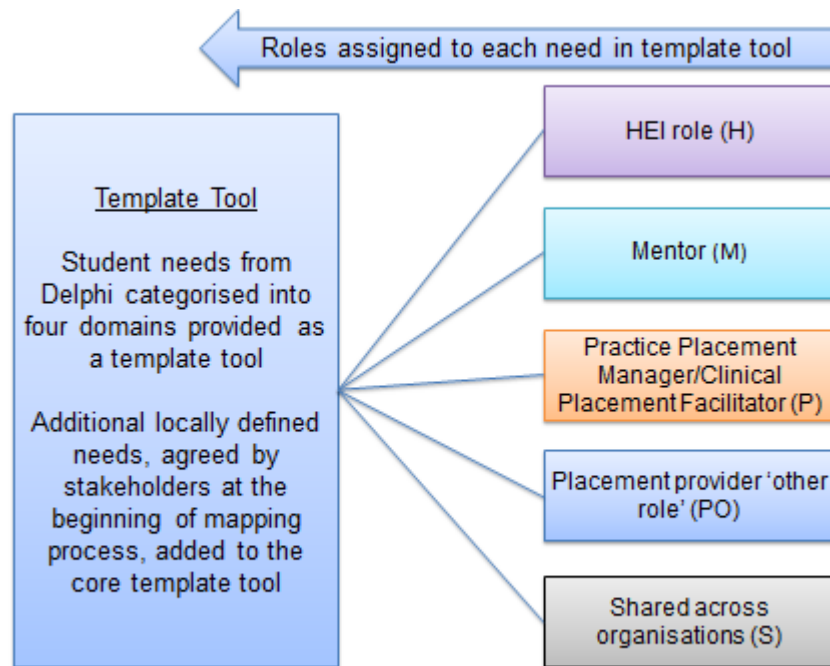 Roles assigned to each need in template tool
Template Tool
Student needs from
Delphi categorised into
four domains provided as
a template tool
Additional locally defined
needs, agreed by
stakeholders at the
beginning of mapping
process, added to the
core template tool
HEI role (H)
Mentor (M)
Practice Placement
Manager/Clinical
Placement Facilitator (P)
Placement provider ‘other
role’ (PO)
Shared across
organisations (S)